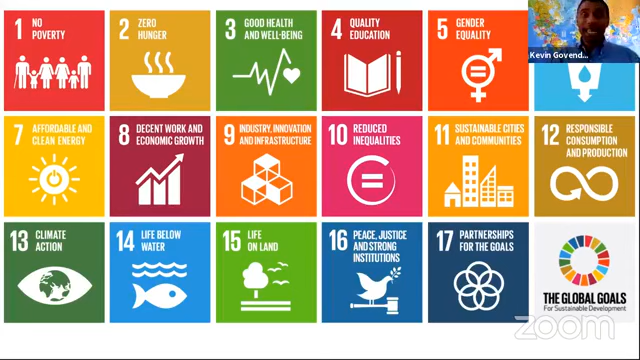 1 NO
POVERTY
2 ZERO
HUNGER
3 GOOD HEALTH
AND WELL-BEING
4 QUALITY
EDUCATION
5 GENDER
EQUALITY
Kevin Govend...
7 AFFORDABLE AND
CLEAN ENERGY
8 DECENT WORK AND
ECONOMIC GROWTH
9 INDUSTRY, INNOVATION
AND INFRASTRUCTURE
10 REDUCED
INEQUALITIES
11 SUSTAINABLE CITIES
AND COMMUNITIES
12 RESPONSIBLE
CONSUMPTION
AND PRODUCTION
13 CLIMATE
ACTION
14 LIFE BELOW
WATER
15 LIFE
ON LAND
16 PEACE, JUSTICE
AND STRONG
INSTITUTIONS
17 PARTNERSHIPS
FOR THE GOALS
THE GLOBAL GOALS
For Sustainable Development
zoom